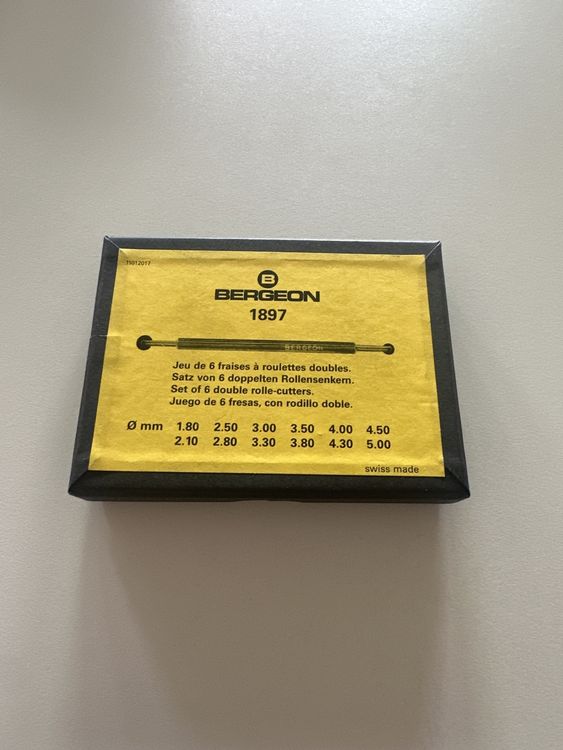 11012017
B
BERGEON
1897
BERGEON
Jeu de 6 fraises à roulettes doubles.
Satz von 6 doppelten Rollensenkern.
Set of 6 double rolle-cutters.
Juego de 6 fresas, con rodillo doble.
Ø mm 1.80 2.50 3.00 3.50 4.00 4.50
2.10 2.80 3.30 3.80 4.30 5.00
swiss made